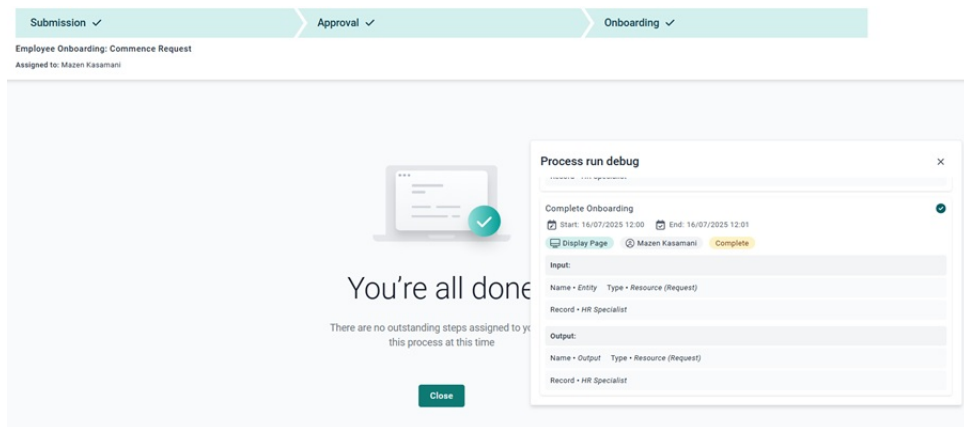 Submission
Approval
Onboarding
Employee Onboarding: Commence Request
Assigned to: Mazen Kasamani
You're all done
There are no outstanding steps assigned to
this process at this time
Close
Process run debug
Complete Onboarding
Start: 16/07/2025 12:00 End: 16/07/2025 12:01
Display Page Mazen Kasamani Complete
Input:
Name • Entity Type • Resource (Request)
Record • HR Specialist
Output:
Name • Output Type • Resource (Request)
Record • HR Specialist